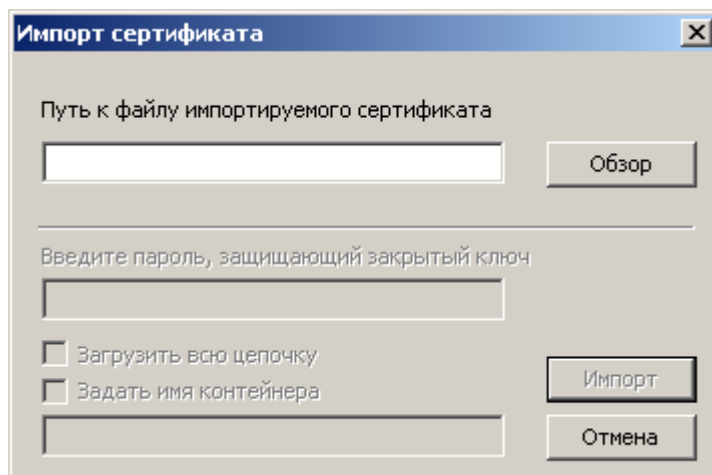 Импорт сертификата
Путь к файлу импортируемого сертификата
Обзор
Введите пароль, защищающий закрытый ключ
Загрузить всю цепочку
Задать имя контейнера
Импорт
Отмена